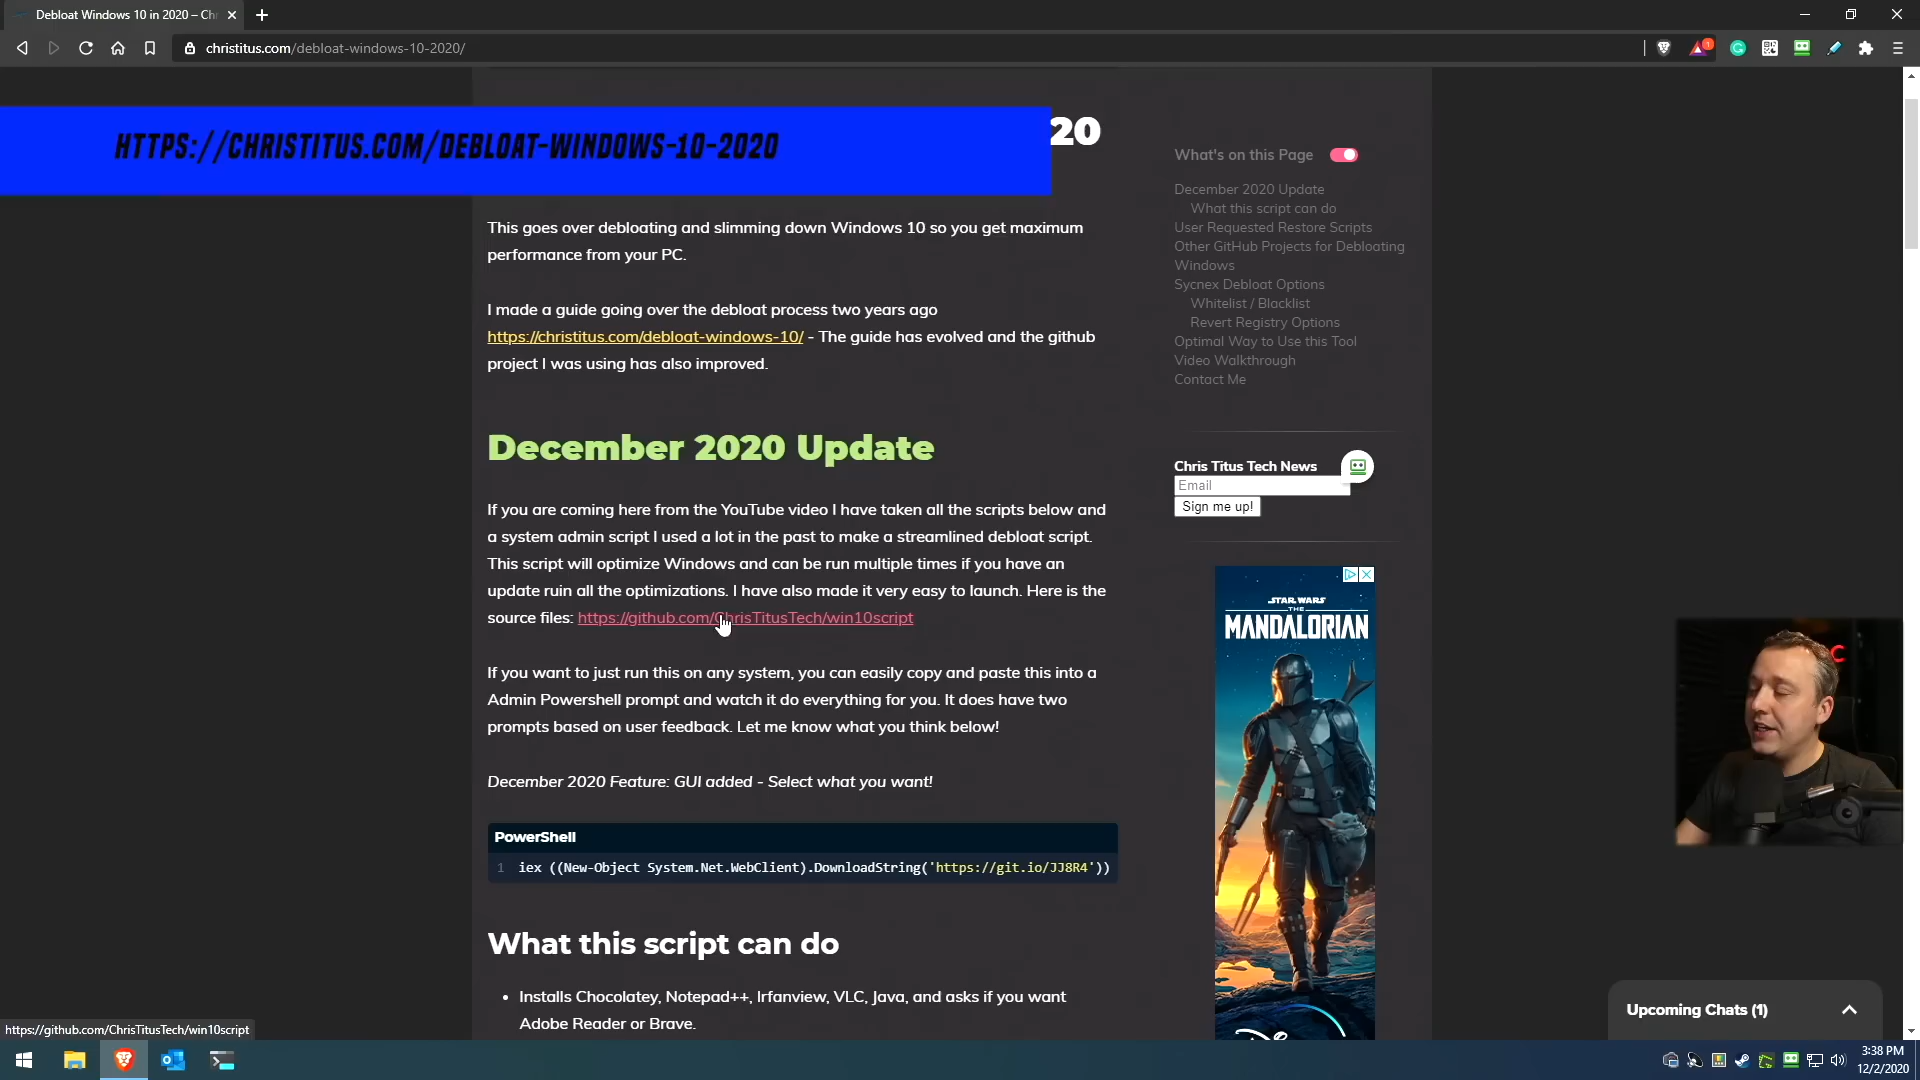 Debloat Windows 10 in 2020 – Ch
christitus.com/debloat-windows-10-2020/
1
HTTPS://CHRISTITUS.COM/DEBLOAT-WINDOWS-10-2020
20
This goes over debloating and slimming down Windows 10 so you get maximum
performance from your PC.
I made a guide going over the debloat process two years ago
https://christitus.com/debloat-windows-10/ - The guide has evolved and the github
project I was using has also improved.
December 2020 Update
If you are coming here from the YouTube video I have taken all the scripts below and
a system admin script I used a lot in the past to make a streamlined debloat script.
This script will optimize Windows and can be run multiple times if you have an
update ruin all the optimizations. I have also made it very easy to launch. Here is the
source files: https://github.com/ChrisTitusTech/win10script
If you want to just run this on any system, you can easily copy and paste this into a
Admin Powershell prompt and watch it do everything for you. It does have two
prompts based on user feedback. Let me know what you think below!
December 2020 Feature: GUI added - Select what you want!
PowerShell
1 iex ((New-Object System.Net.WebClient).DownloadString('https://git.io/JJ8R4'))
What this script can do
• Installs Chocolatey, Notepad++, Irfanview, VLC, Java, and asks if you want
Adobe Reader or Brave.
What's on this Page
December 2020 Update
What this script can do
User Requested Restore Scripts
Other GitHub Projects for Debloating
Windows
Sycnex Debloat Options
Whitelist / Blacklist
Revert Registry Options
Optimal Way to Use this Tool
Video Walkthrough
Contact Me
Chris Titus Tech News
Email
Sign me up!
STAR WARS
THE
MANDALORIAN
Upcoming Chats (1)
https://github.com/ChrisTitusTech/win10script
3:38 PM
12/2/2020